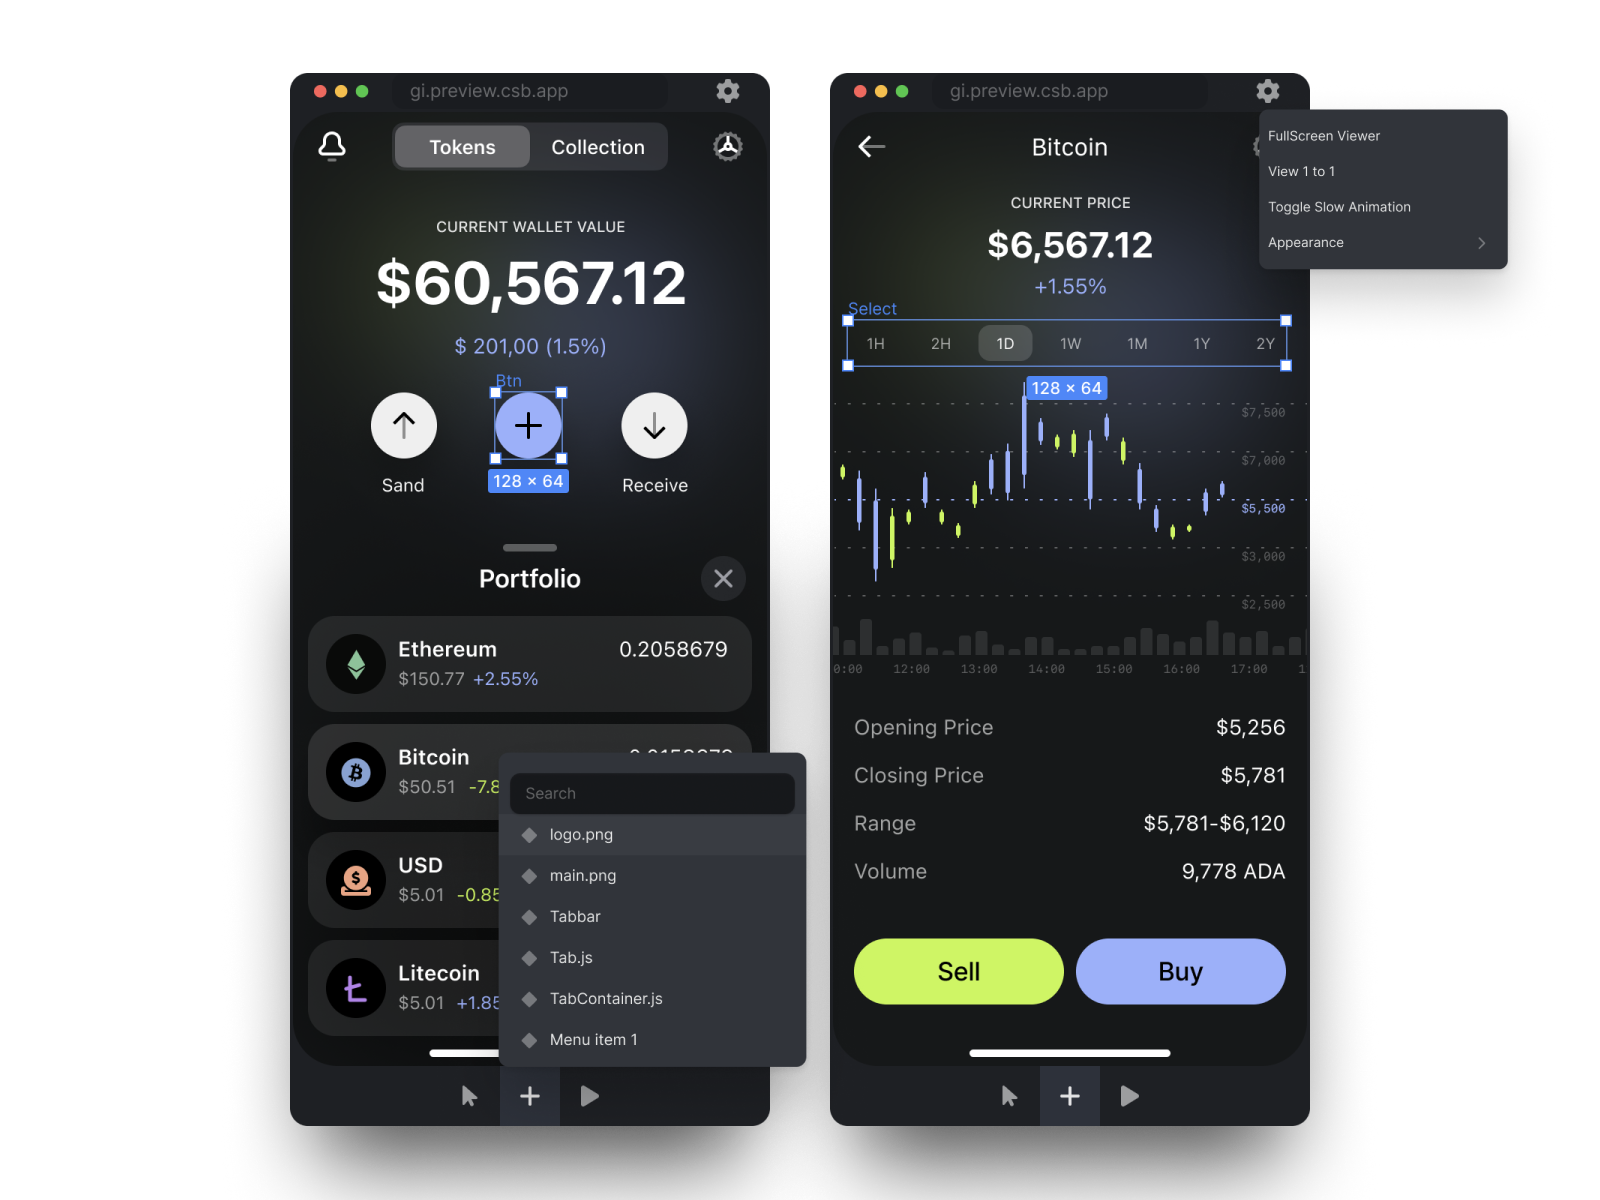 gi.preview.csb.app
Tokens
Collection
CURRENT WALLET VALUE
$60,567.12
$ 201,00 (1.5%)
Btn
128 × 64
Sand
Receive
Portfolio
Ethereum
0.2058679
$150.77 +2.55%
Bitcoin
$50.51 -7.8
USD
$5.01 -0.85
Litecoin
$5.01 +1.85
Search
logo.png
main.png
Tabbar
Tab.js
TabContainer.js
Menu item 1
gi.preview.csb.app
Bitcoin
FullScreen Viewer
View 1 to 1
Toggle Slow Animation
Appearance
CURRENT PRICE
$6,567.12
+1.55%
Select
1H 2H 1D 1W 1M 1Y 2Y
128 × 64
$7,500
$7,000
$5,500
$3,000
$2,500
0:00 12:00 13:00 14:00 15:00 16:00 17:00 1
Opening Price $5,256
Closing Price $5,781
Range $5,781-$6,120
Volume 9,778 ADA
Sell
Buy